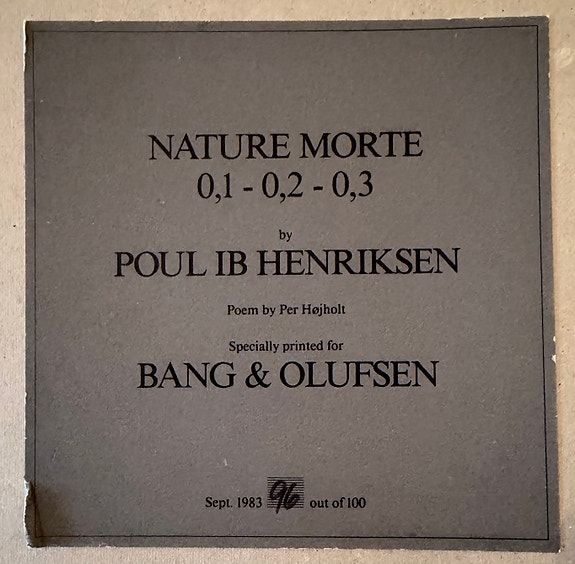 NATURE MORTE
0,1 - 0,2 - 0,3
by
POUL IB HENRIKSEN
Poem by Per Højholt
Specially printed for
BANG & OLUFSEN
Sept. 1983 96 out of 100